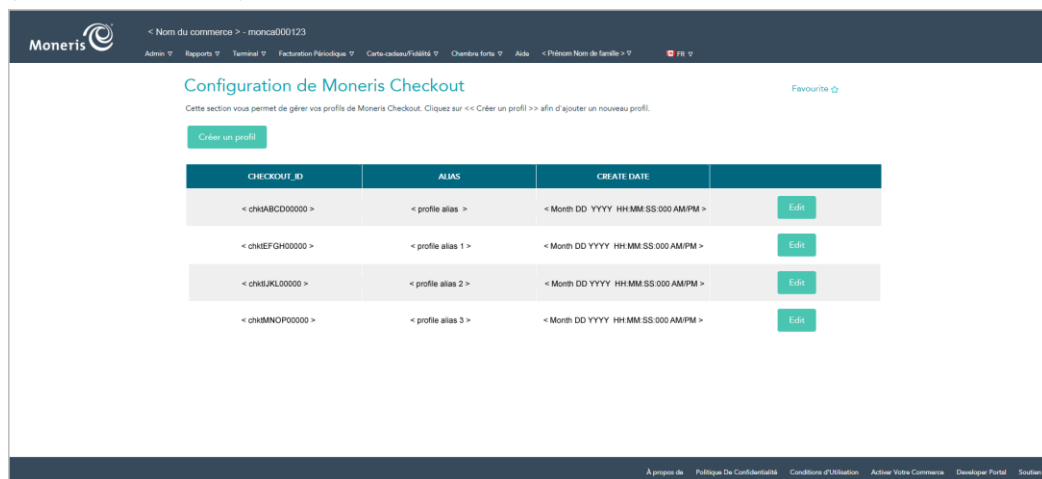 Moneris
< Nom du commerce > - monca000123
Admin Rapports Terminal Facturation Périodique Carte-cadeau/Fidélité Chambre forte Aide < Prénom Nom de famille > FR
Configuration de Moneris Checkout
Favourite
Cette section vous permet de gérer vos profils de Moneris Checkout. Cliquez sur << Créer un profil >> afin d'ajouter un nouveau profil.
Créer un profil
CHECKOUT_ID ALIAS CREATE DATE
< chktABCD00000 > < profile alias > < Month DD YYYY HH:MM:SS:000 AM/PM > Edit
< chktEFGH00000 > < profile alias 1 > < Month DD YYYY HH:MM:SS:000 AM/PM > Edit
< chktIJKL00000 > < profile alias 2 > < Month DD YYYY HH:MM:SS:000 AM/PM > Edit
< chktMNOP00000 > < profile alias 3 > < Month DD YYYY HH:MM:SS:000 AM/PM > Edit
À propos de Politique De Confidentialité Conditions d'Utilisation Activer Votre Commerce Developer Portal Soutien